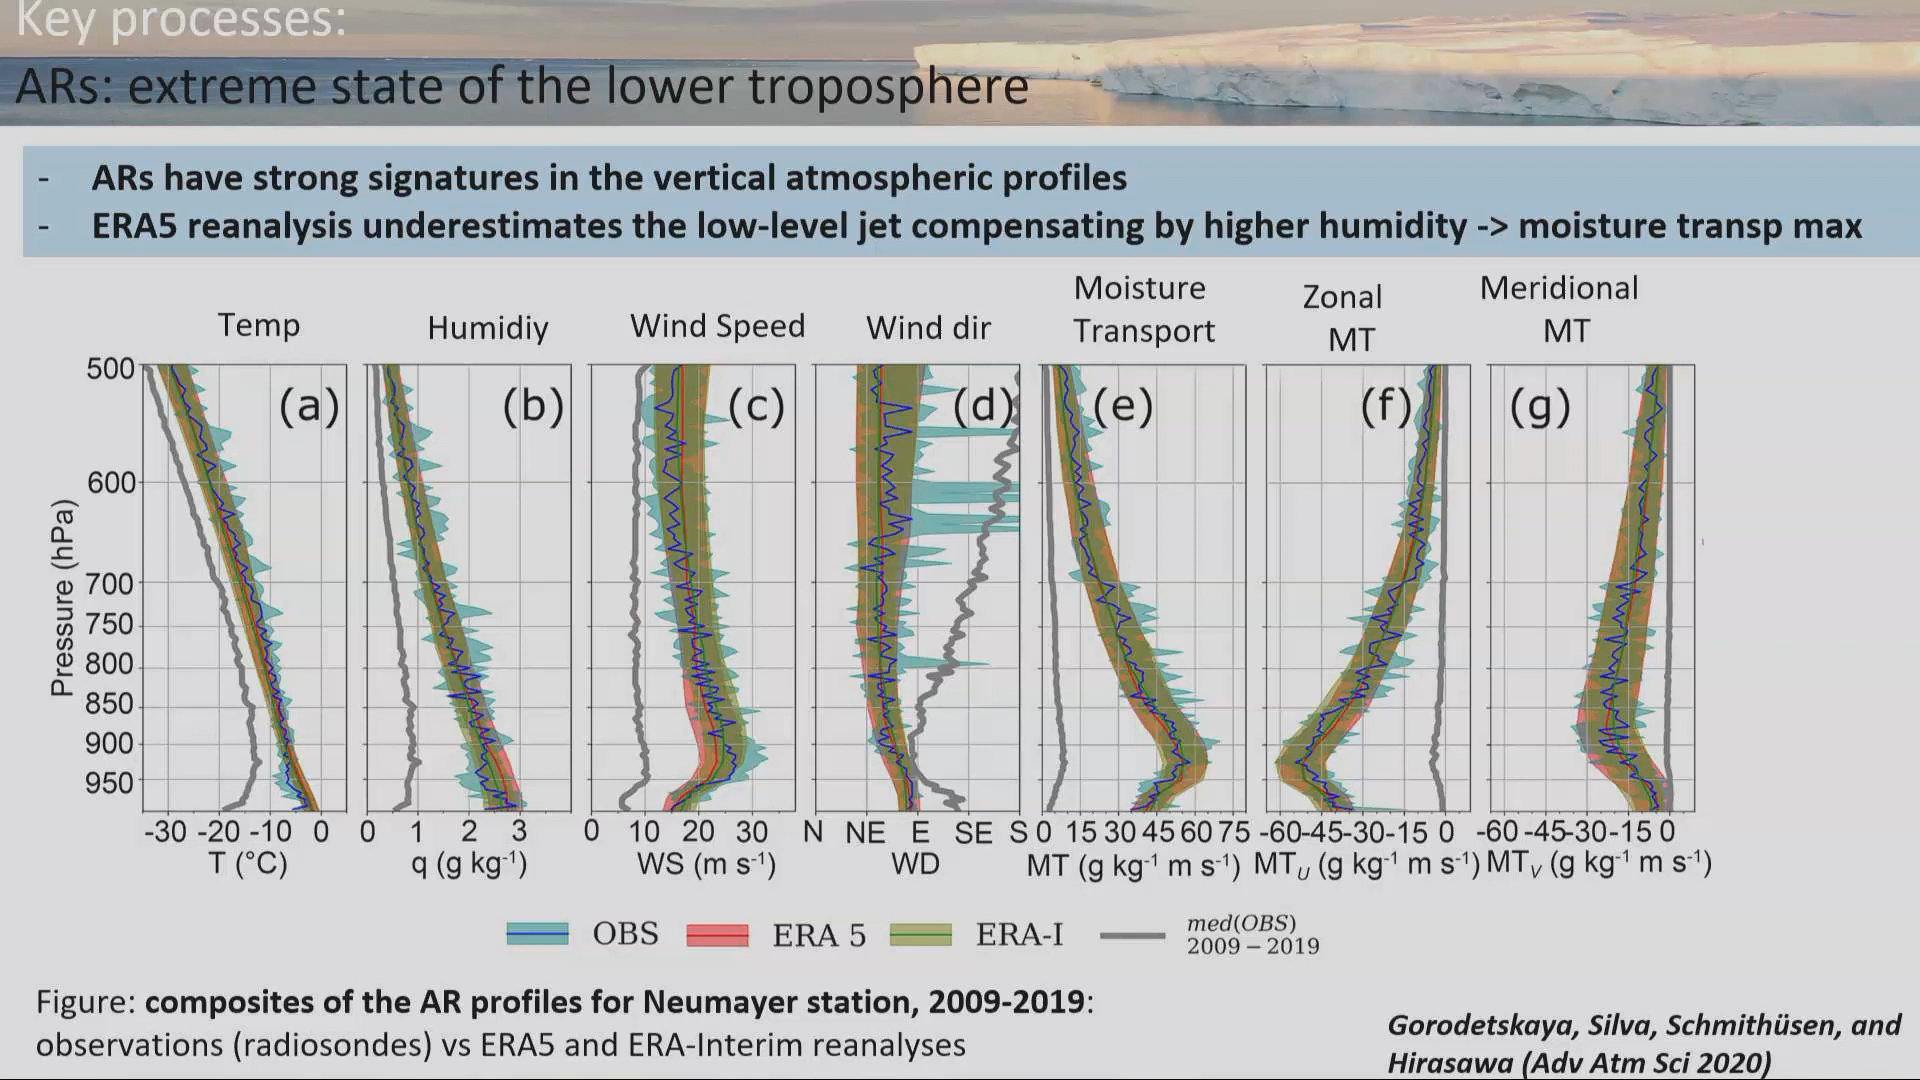 Key processes:
ARs: extreme state of the lower troposphere
- ARs have strong signatures in the vertical atmospheric profiles
- ERA5 reanalysis underestimates the low-level jet compensating by higher humidity -> moisture transp max
Temp
Humidiy
Wind Speed
Wind dir
Moisture
Transport
Zonal
MT
Meridional
MT
Pressure (hPa)
500
600
700
750
800
850
900
950
(a)
(b)
(c)
(d)
(e)
(f)
(g)
-30 -20 -10 0
T (°C)
0 1 2 3
q (g kg⁻¹)
0 10 20 30
WS (m s⁻¹)
N NE E SE S
WD
0 15 30 45 60 75
MT (g kg⁻¹ m s⁻¹)
-60 -45 -30 -15 0
MT_U (g kg⁻¹ m s⁻¹)
-60 -45 -30 -15 0
MT_V (g kg⁻¹ m s⁻¹)
OBS ERA 5 ERA-I med(OBS)
2009 – 2019
Figure: composites of the AR profiles for Neumayer station, 2009-2019:
observations (radiosondes) vs ERA5 and ERA-Interim reanalyses
Gorodetskaya, Silva, Schmithüsen, and
Hirasawa (Adv Atm Sci 2020)